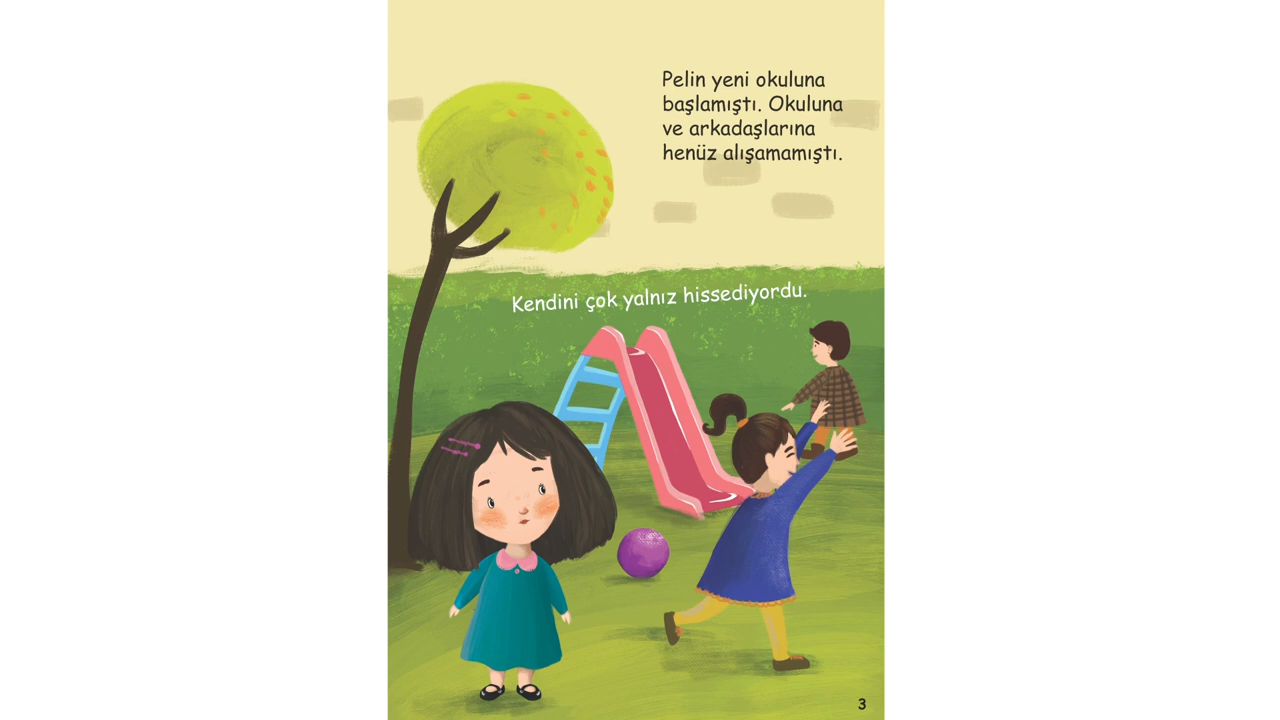 Pelin yeni okuluna
başlamıştı. Okuluna
ve arkadaşlarına
henüz alışamamıştı.
Kendini çok yalnız hissediyordu.
3